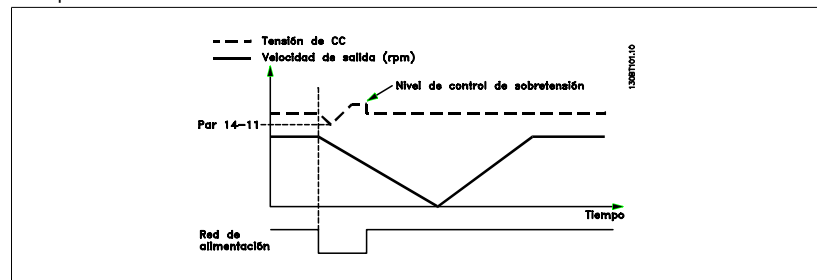 Tensión de CC
Velocidad de salida (rpm)
Nivel de control de sobretensión
130BT101.10
Par 14-11
Tiempo
Red de
alimentación